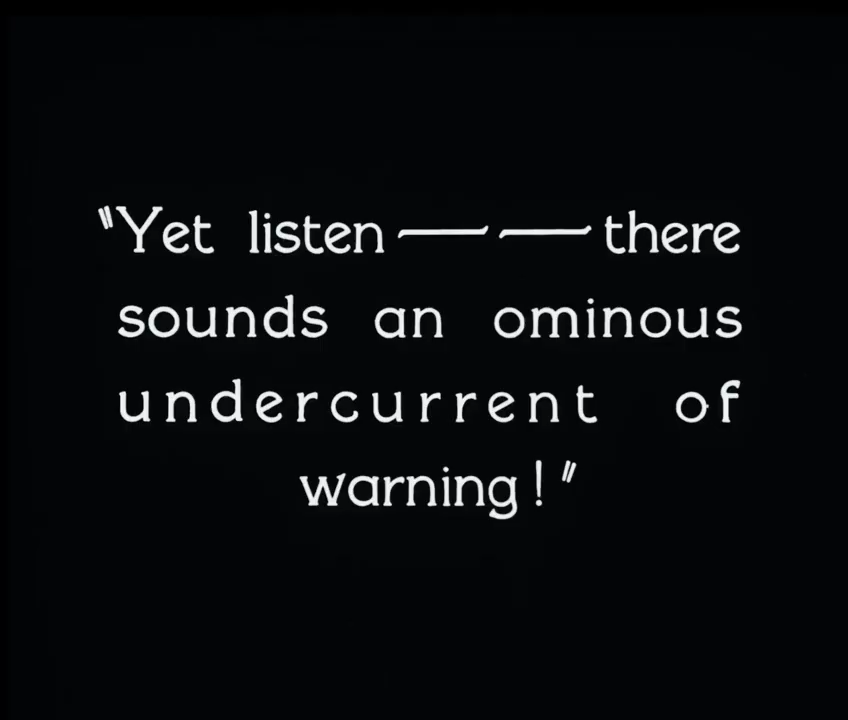 "Yet listen — — there
sounds an ominous
undercurrent of
warning!"